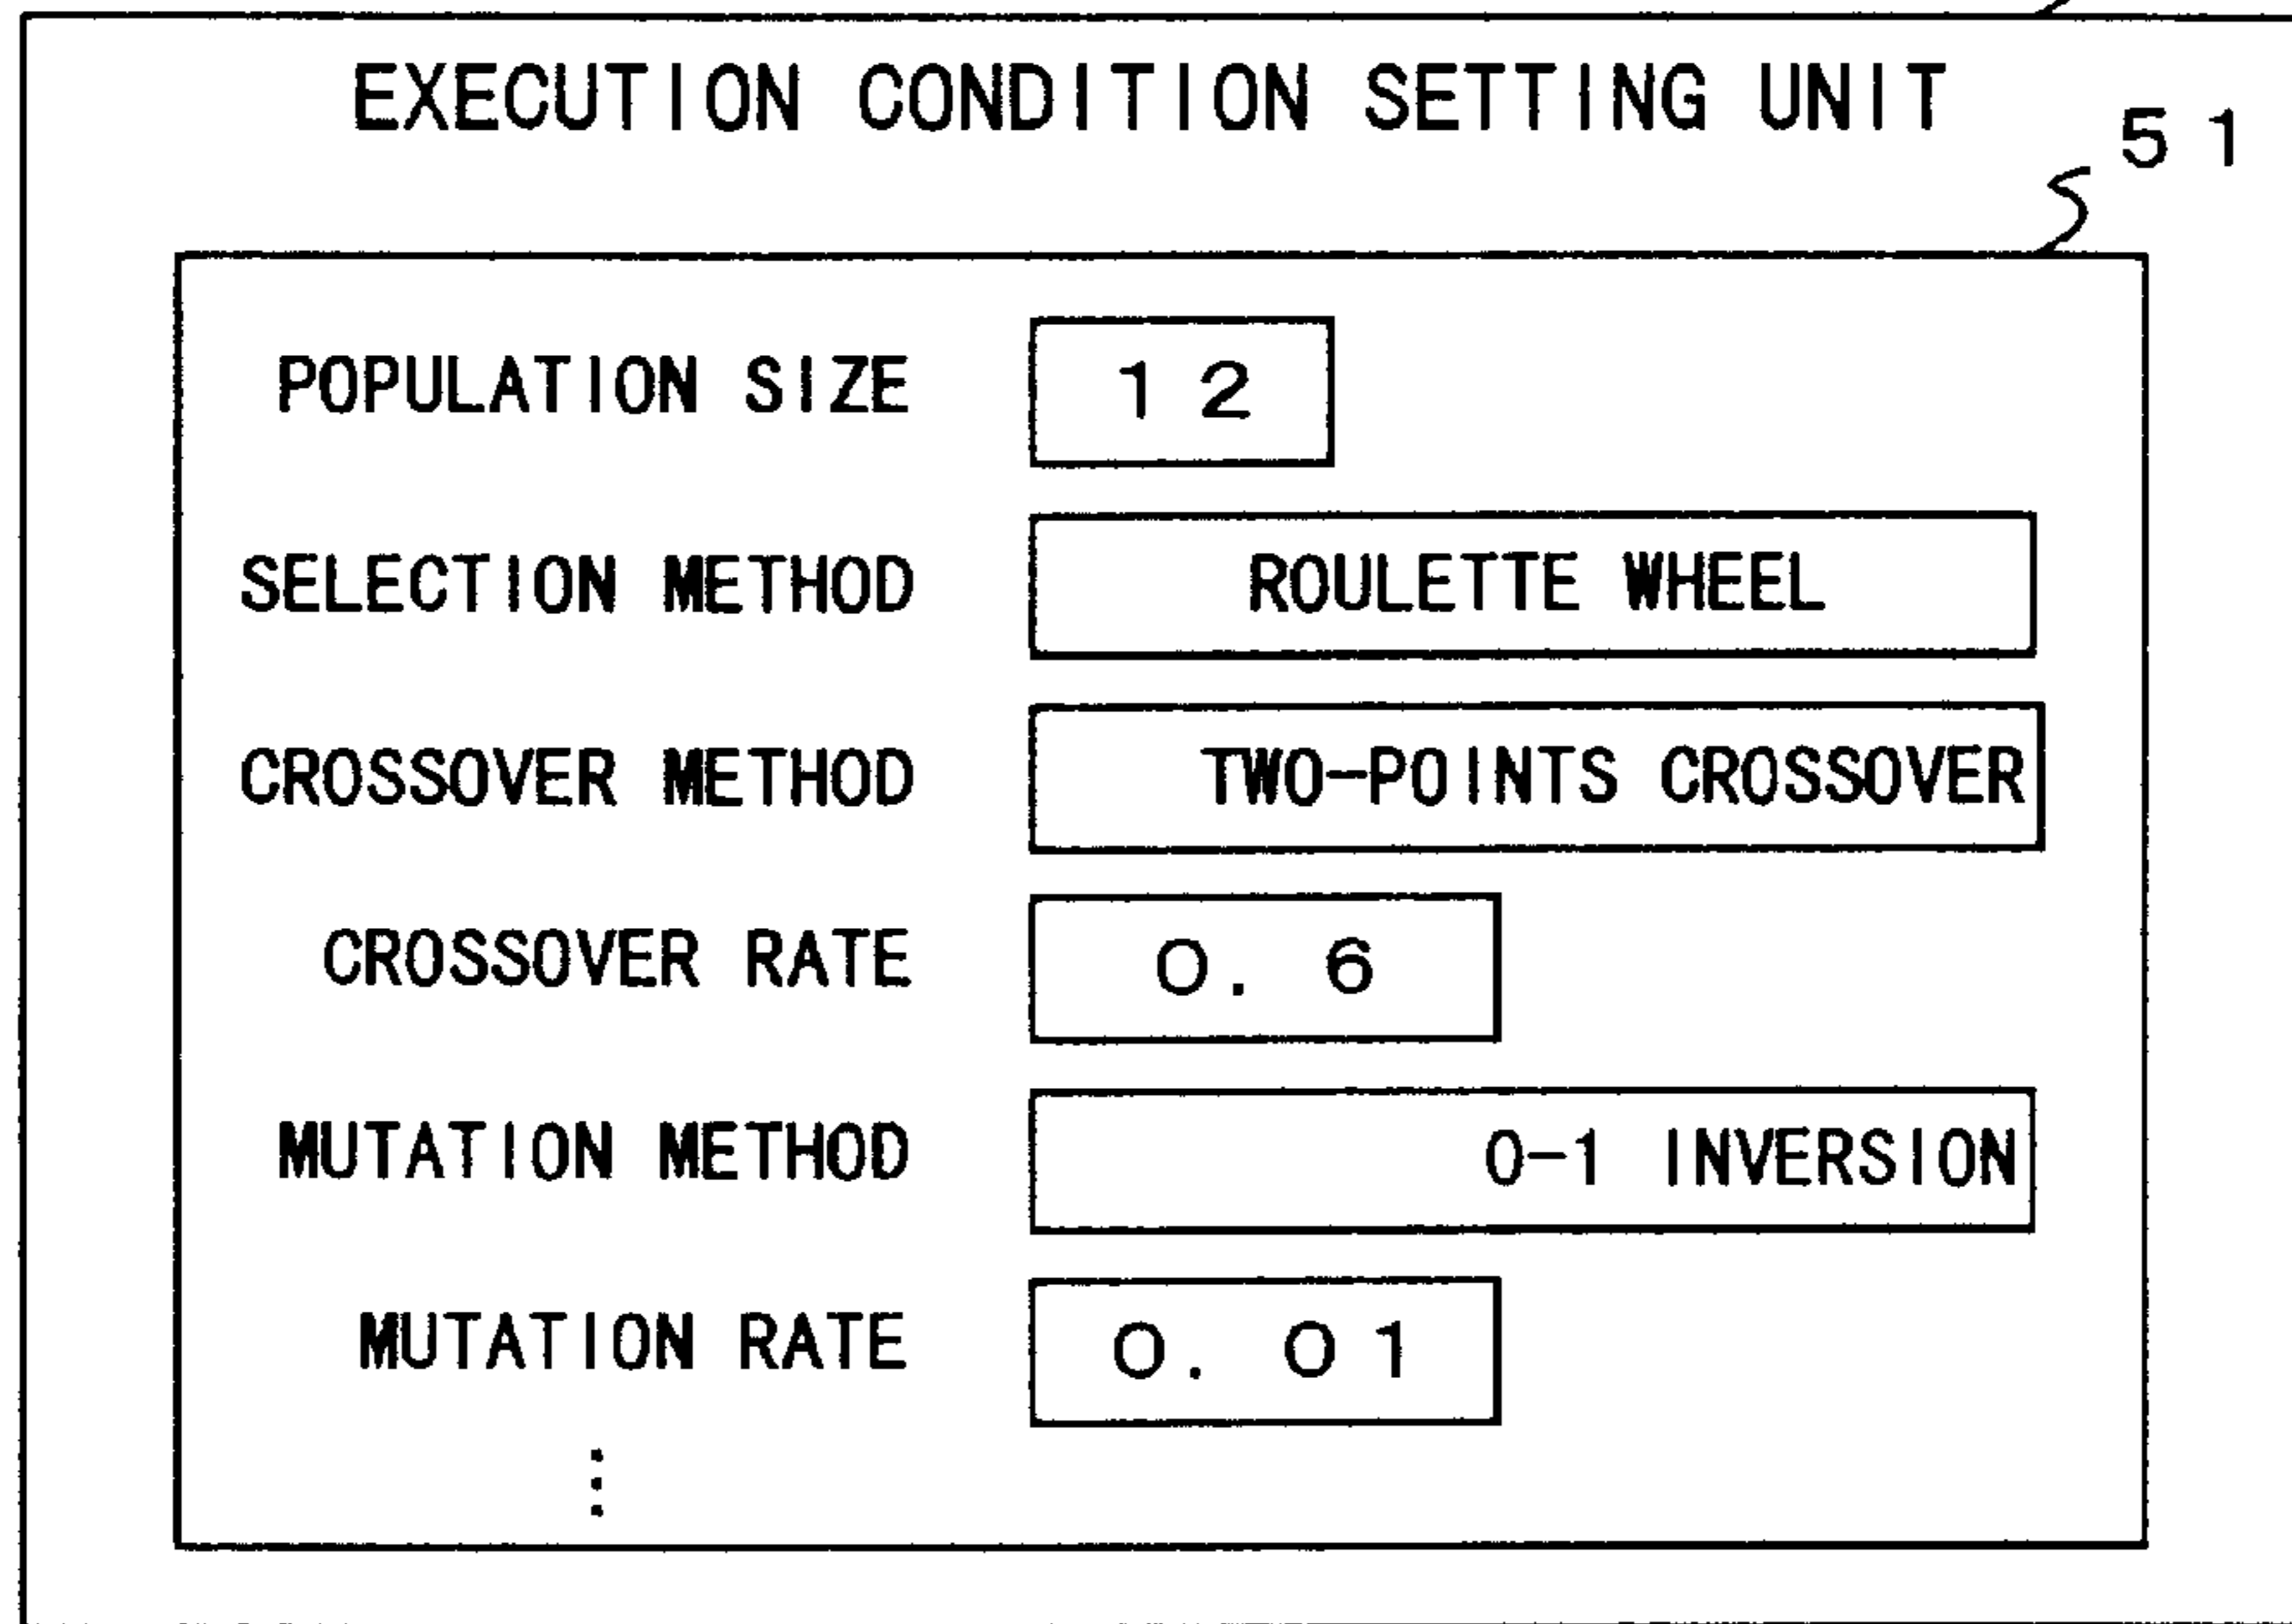 EXECUTION CONDITION SETTING UNIT
51
POPULATION SIZE 12
SELECTION METHOD ROULETTE WHEEL
CROSSOVER METHOD TWO-POINTS CROSSOVER
CROSSOVER RATE 0.6
MUTATION METHOD 0-1 INVERSION
MUTATION RATE 0.01
⋮